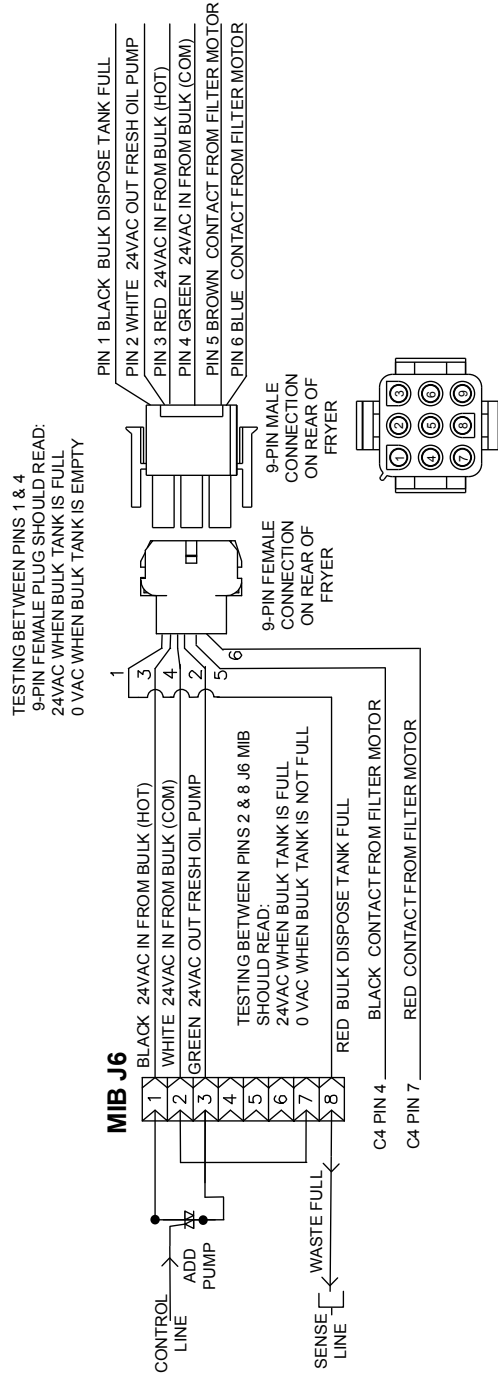 TESTING BETWEEN PINS 1 & 4
9-PIN FEMALE PLUG SHOULD READ:
24VAC WHEN BULK TANK IS FULL
0 VAC WHEN BULK TANK IS EMPTY
MIB J6
CONTROL
LINE
ADD
PUMP
SENSE
LINE
WASTE FULL
1
2
3
4
5
6
7
8
BLACK 24VAC IN FROM BULK (HOT)
WHITE 24VAC IN FROM BULK (COM)
GREEN 24VAC OUT FRESH OIL PUMP
TESTING BETWEEN PINS 2 & 8 J6 MIB
SHOULD READ:
24VAC WHEN BULK TANK IS FULL
0 VAC WHEN BULK TANK IS NOT FULL
RED BULK DISPOSE TANK FULL
C4 PIN 4
BLACK CONTACT FROM FILTER MOTOR
C4 PIN 7
RED CONTACT FROM FILTER MOTOR
1
3
4
2
5
6
9-PIN FEMALE
CONNECTION
ON REAR OF
FRYER
9-PIN MALE
CONNECTION
ON REAR OF
FRYER
PIN 1 BLACK BULK DISPOSE TANK FULL
PIN 2 WHITE 24VAC OUT FRESH OIL PUMP
PIN 3 RED 24VAC IN FROM BULK (HOT)
PIN 4 GREEN 24VAC IN FROM BULK (COM)
PIN 5 BROWN CONTACT FROM FILTER MOTOR
PIN 6 BLUE CONTACT FROM FILTER MOTOR
1 2 3
4 5 6
7 8 9